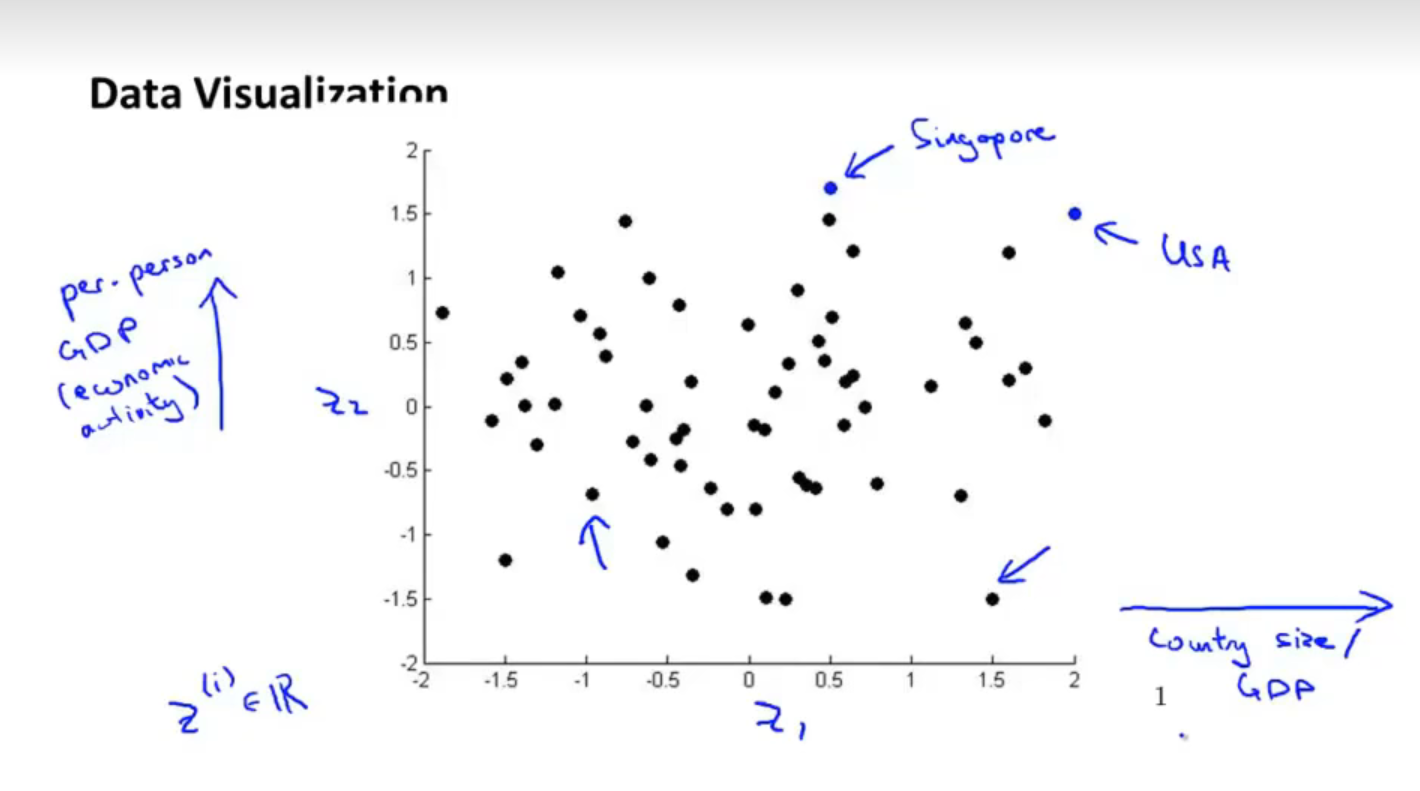 Data Visualization
Singapore
USA
per-person
GDP
(economic
activity)
z₂
2
1.5
1
0.5
0
-0.5
-1
-1.5
-2
-2 -1.5 -1 -0.5 0 0.5 1 1.5 2
z₁
z⁽ⁱ⁾ ∈ ℝ
Country size/
GDP
1